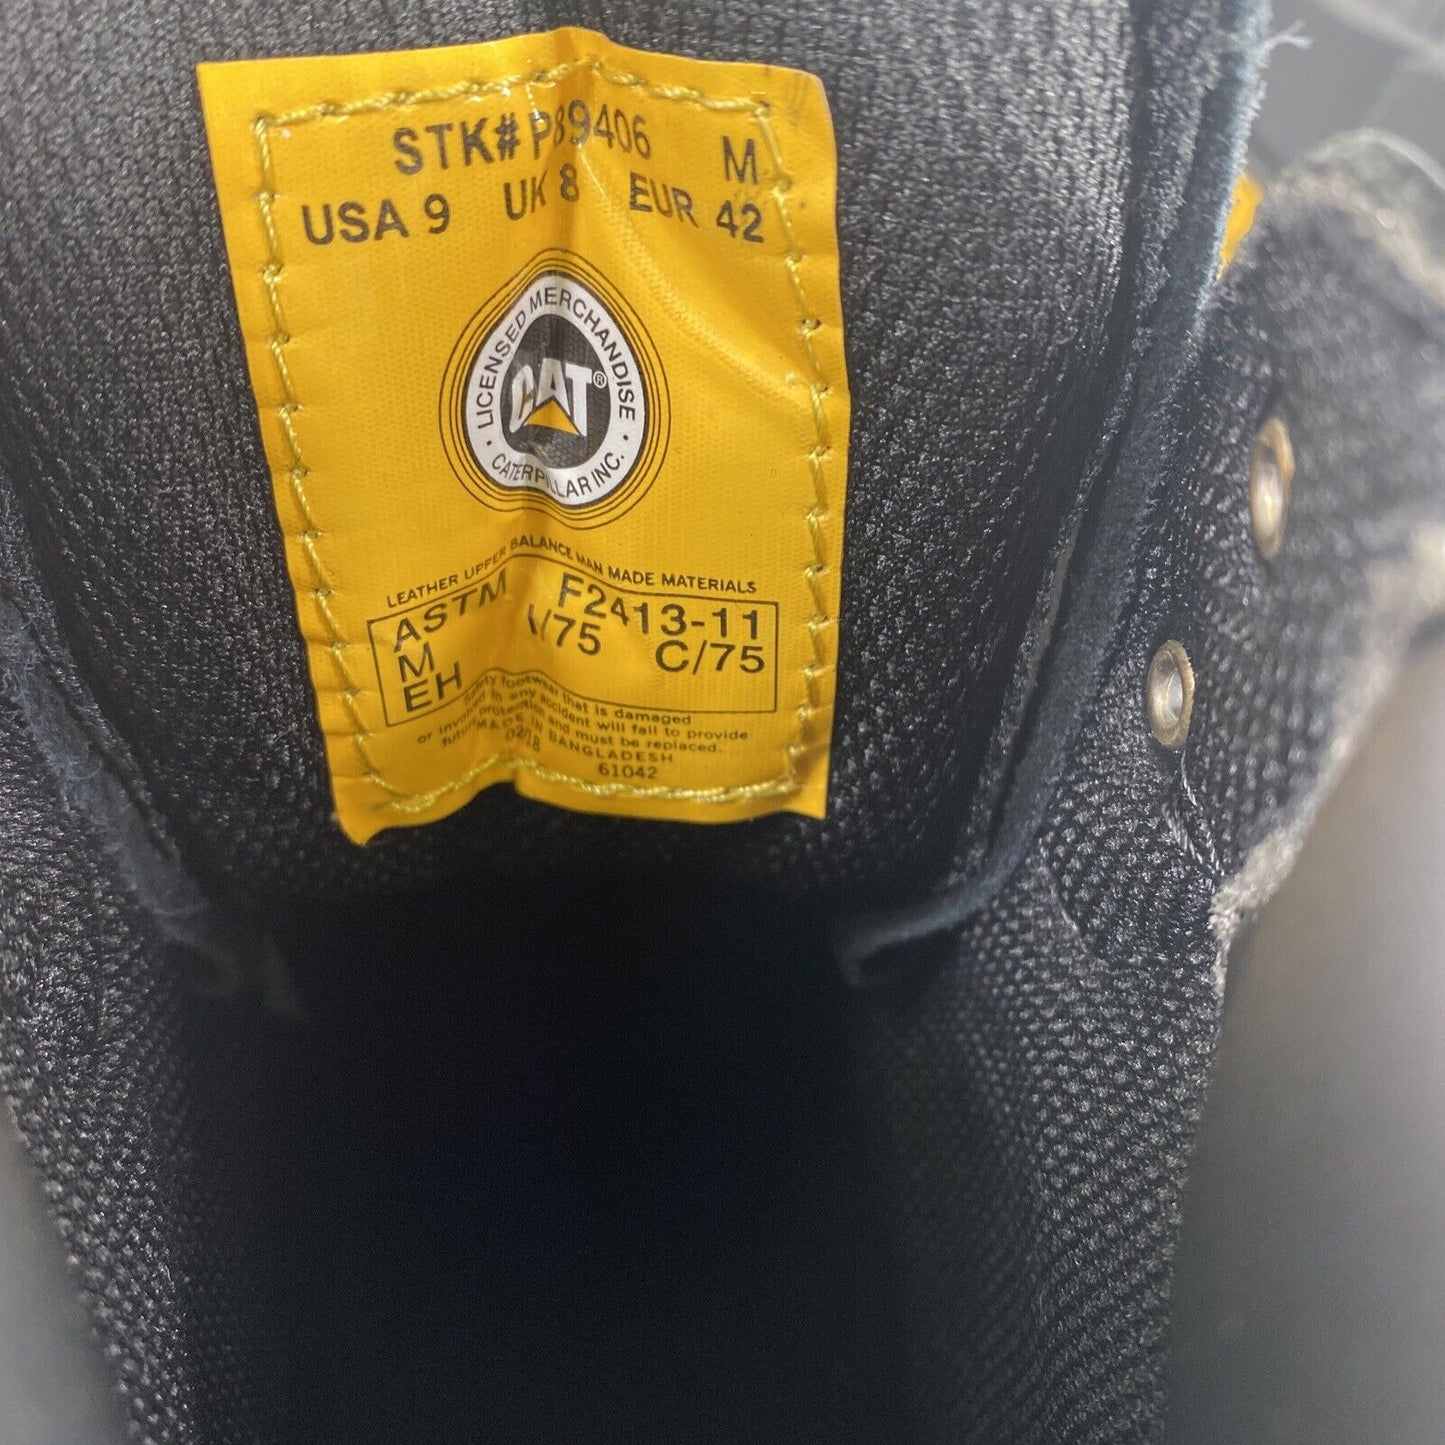 STK# P89406 M
USA 9 UK 8 EUR 42
LICENSED MERCHANDISE
CAT®
CATERPILLAR INC.
LEATHER UPPER BALANCE MAN MADE MATERIALS
ASTM F2413-11
M I/75 C/75
EH
Safety footwear that is damaged
or in any accident will fail to provide
future protection and must be replaced.
MADE IN BANGLADESH
02/18
61042